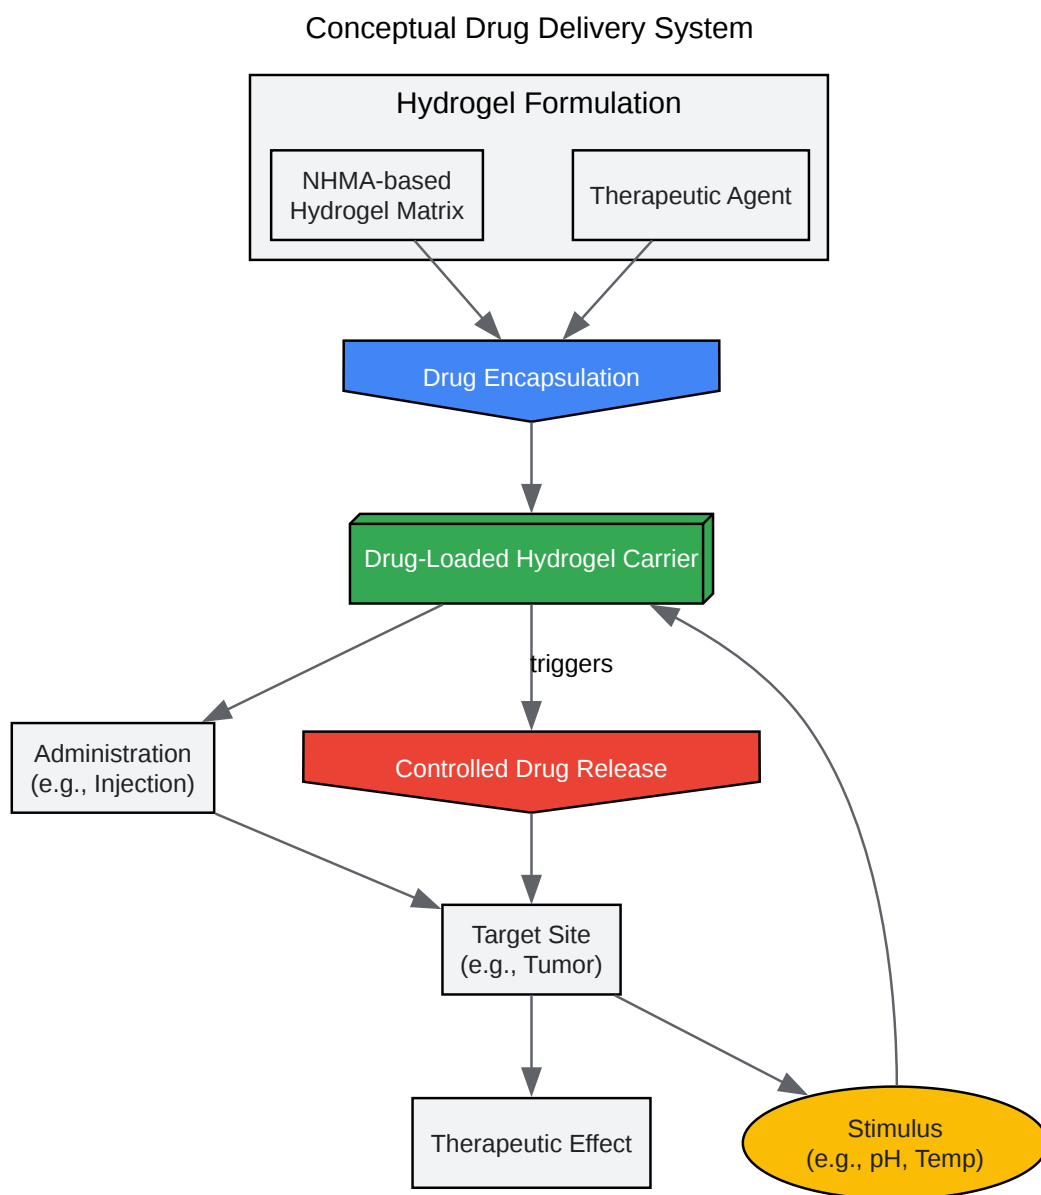 Conceptual Drug Delivery System
Hydrogel Formulation
NHMA-based
Hydrogel Matrix
Therapeutic Agent
Drug Encapsulation
Drug-Loaded Hydrogel Carrier
triggers
Administration
(e.g., Injection)
Controlled Drug Release
Target Site
(e.g., Tumor)
Therapeutic Effect
Stimulus
(e.g., pH, Temp)